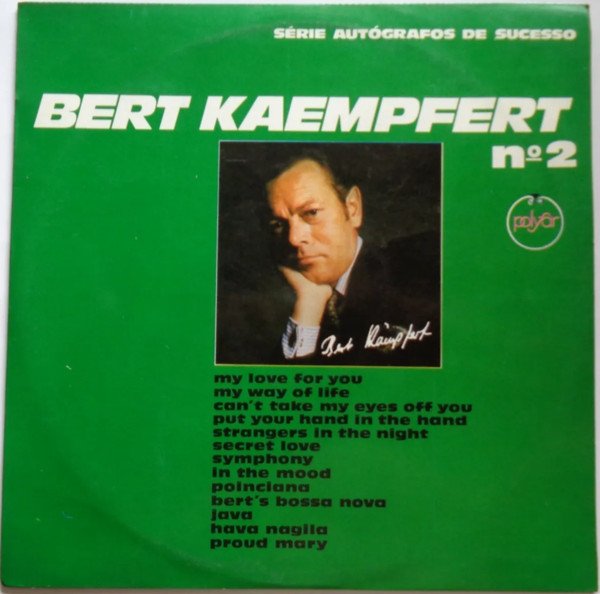 SÉRIE AUTÓGRAFOS DE SUCESSO
BERT KAEMPFERT
nº2
polyfar
Bert Kämpfert
my love for you
my way of life
can't take my eyes off you
put your hand in the hand
strangers in the night
secret love
symphony
in the mood
poinciana
bert's bossa nova
java
hava nagila
proud mary